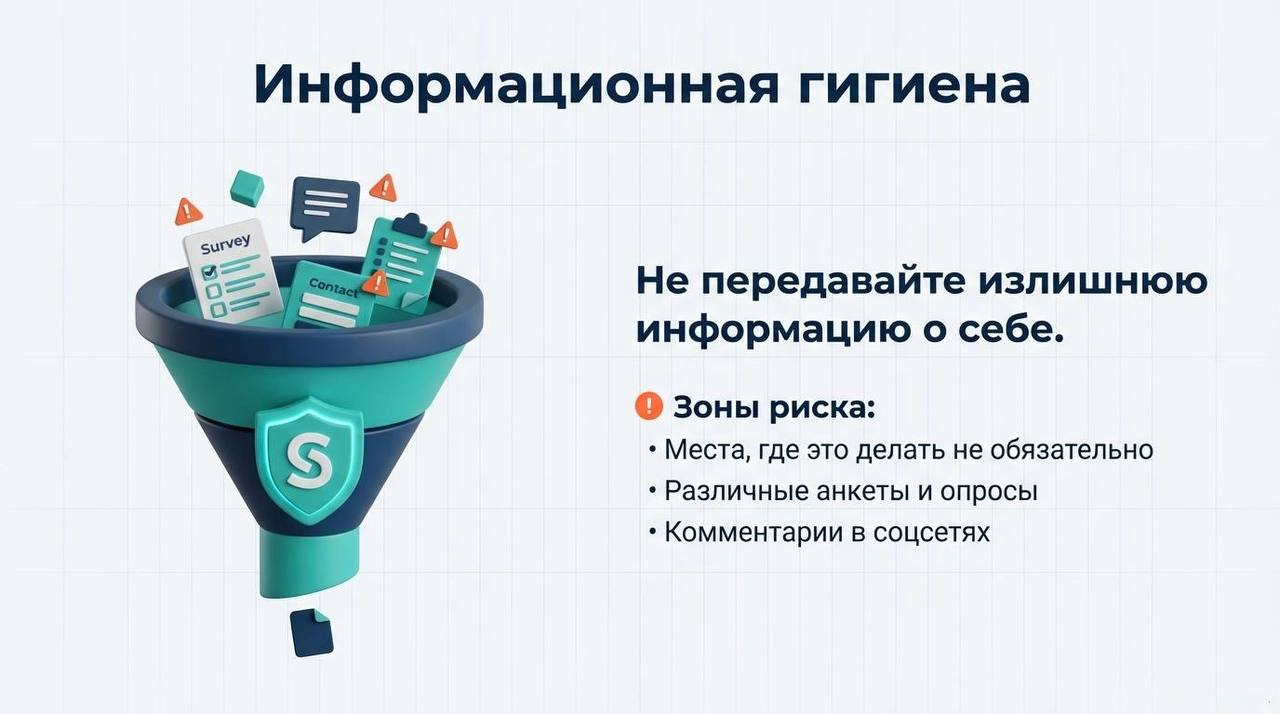 Информационная гигиена
Survey
Contact
S
Не передавайте излишнюю
информацию о себе.
! Зоны риска:
• Места, где это делать не обязательно
• Различные анкеты и опросы
• Комментарии в соцсетях